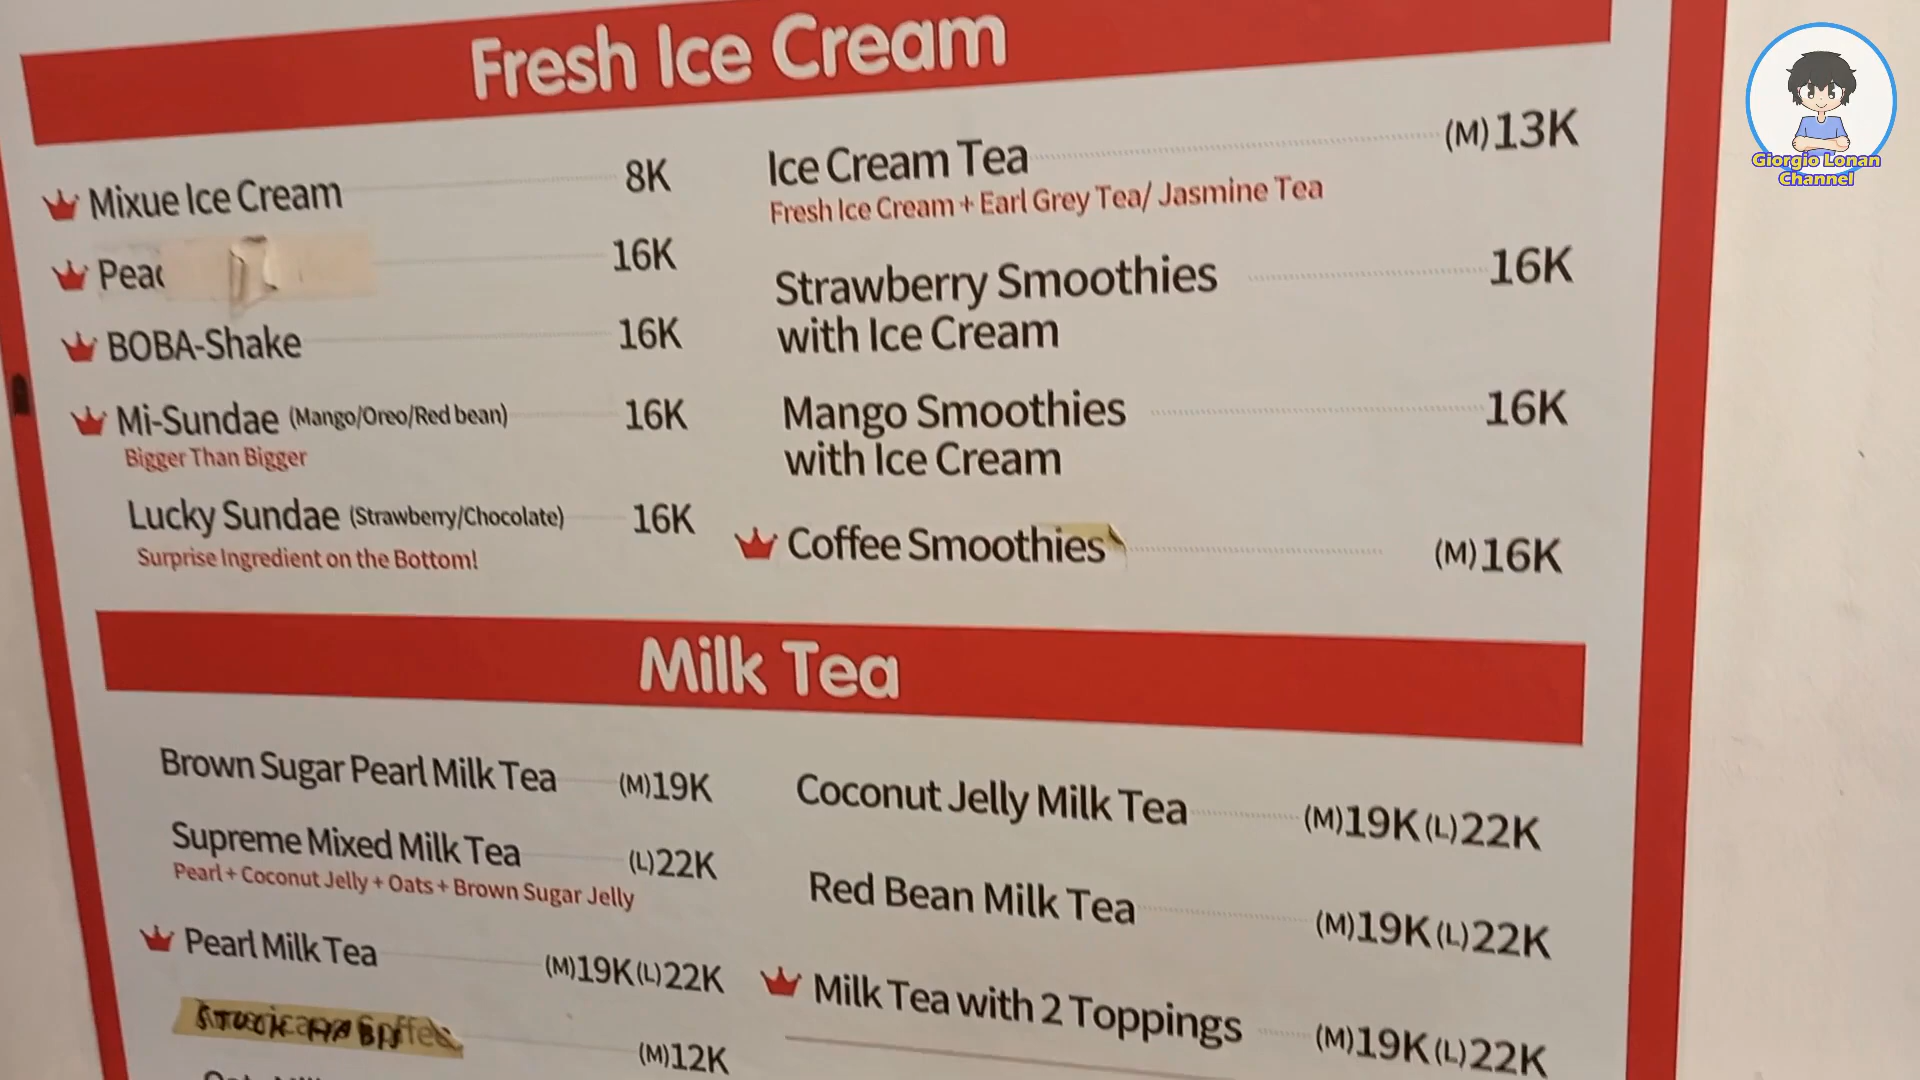 Fresh Ice Cream
Mixue Ice Cream 8K
Peac 16K
BOBA-Shake 16K
Mi-Sundae (Mango/Oreo/Red bean) 16K
Bigger Than Bigger
Lucky Sundae (Strawberry/Chocolate) 16K
Surprise Ingredient on the Bottom!
Ice Cream Tea (M)13K
Fresh Ice Cream + Earl Grey Tea/ Jasmine Tea
Strawberry Smoothies 16K
with Ice Cream
Mango Smoothies 16K
with Ice Cream
Coffee Smoothies (M)16K
Milk Tea
Brown Sugar Pearl Milk Tea (M)19K
Supreme Mixed Milk Tea (L)22K
Pearl + Coconut Jelly + Oats + Brown Sugar Jelly
Pearl Milk Tea (M)19K(L)22K
(M)12K
Coconut Jelly Milk Tea (M)19K(L)22K
Red Bean Milk Tea (M)19K(L)22K
Milk Tea with 2 Toppings (M)19K(L)22K
Giorgio Lonan
Channel